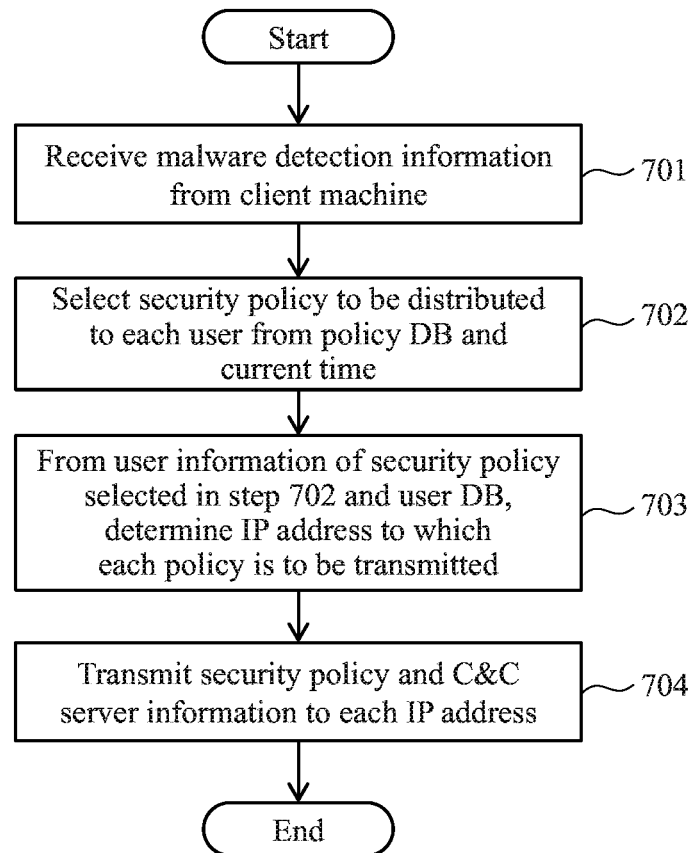 Start
Receive malware detection information
from client machine
701
Select security policy to be distributed
to each user from policy DB and
current time
702
From user information of security policy
selected in step 702 and user DB,
determine IP address to which
each policy is to be transmitted
703
Transmit security policy and C&C
server information to each IP address
704
End